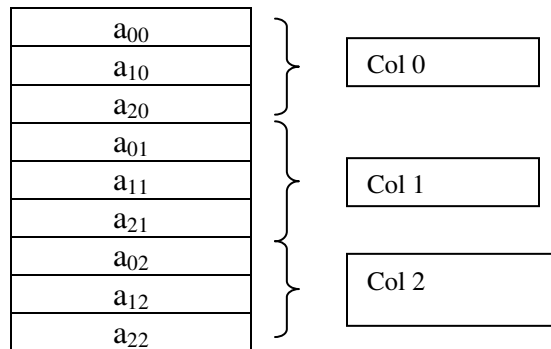 a₀₀
a₁₀
Col 0
a₂₀
a₀₁
a₁₁
Col 1
a₂₁
a₀₂
Col 2
a₁₂
a₂₂